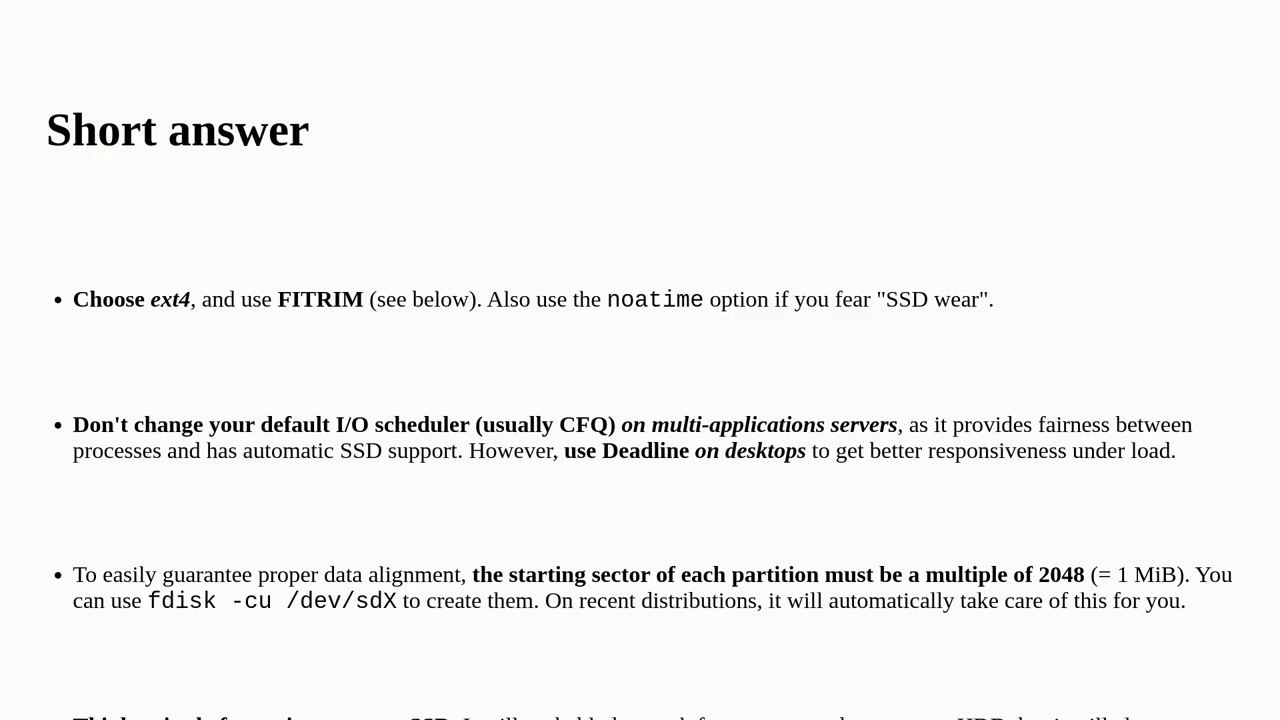 Short answer
• Choose ext4, and use FITRIM (see below). Also use the noatime option if you fear "SSD wear".
• Don't change your default I/O scheduler (usually CFQ) on multi-applications servers, as it provides fairness between
processes and has automatic SSD support. However, use Deadline on desktops to get better responsiveness under load.
• To easily guarantee proper data alignment, the starting sector of each partition must be a multiple of 2048 (= 1 MiB). You
can use fdisk -cu /dev/sdX to create them. On recent distributions, it will automatically take care of this for you.